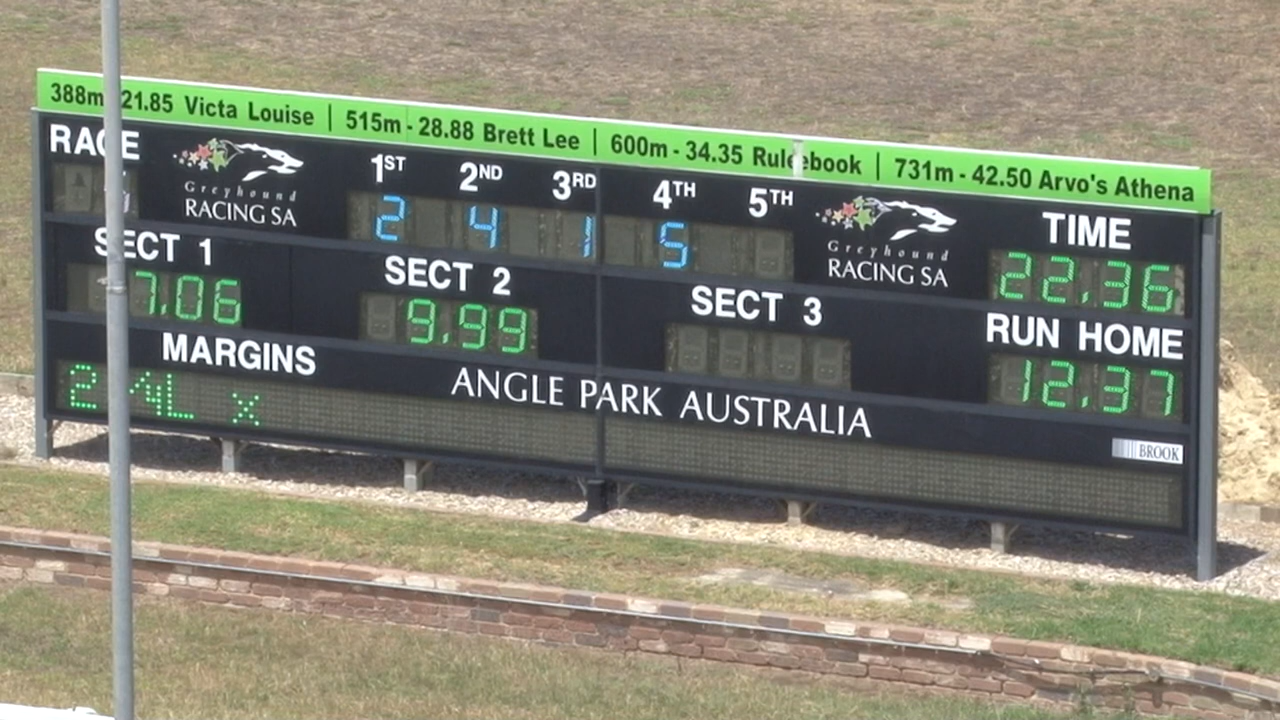 388m 21.85 Victa Louise | 515m - 28.88 Brett Lee | 600m - 34.35 Rulebook | 731m - 42.50 Arvo's Athena
RACE
Greyhound
RACING SA
1ST 2ND 3RD 4TH 5TH
2 4 1 5
Greyhound
RACING SA
TIME
22.36
SECT 1
7.06
SECT 2
9.99
SECT 3
RUN HOME
12.37
MARGINS
ANGLE PARK AUSTRALIA
BROOK